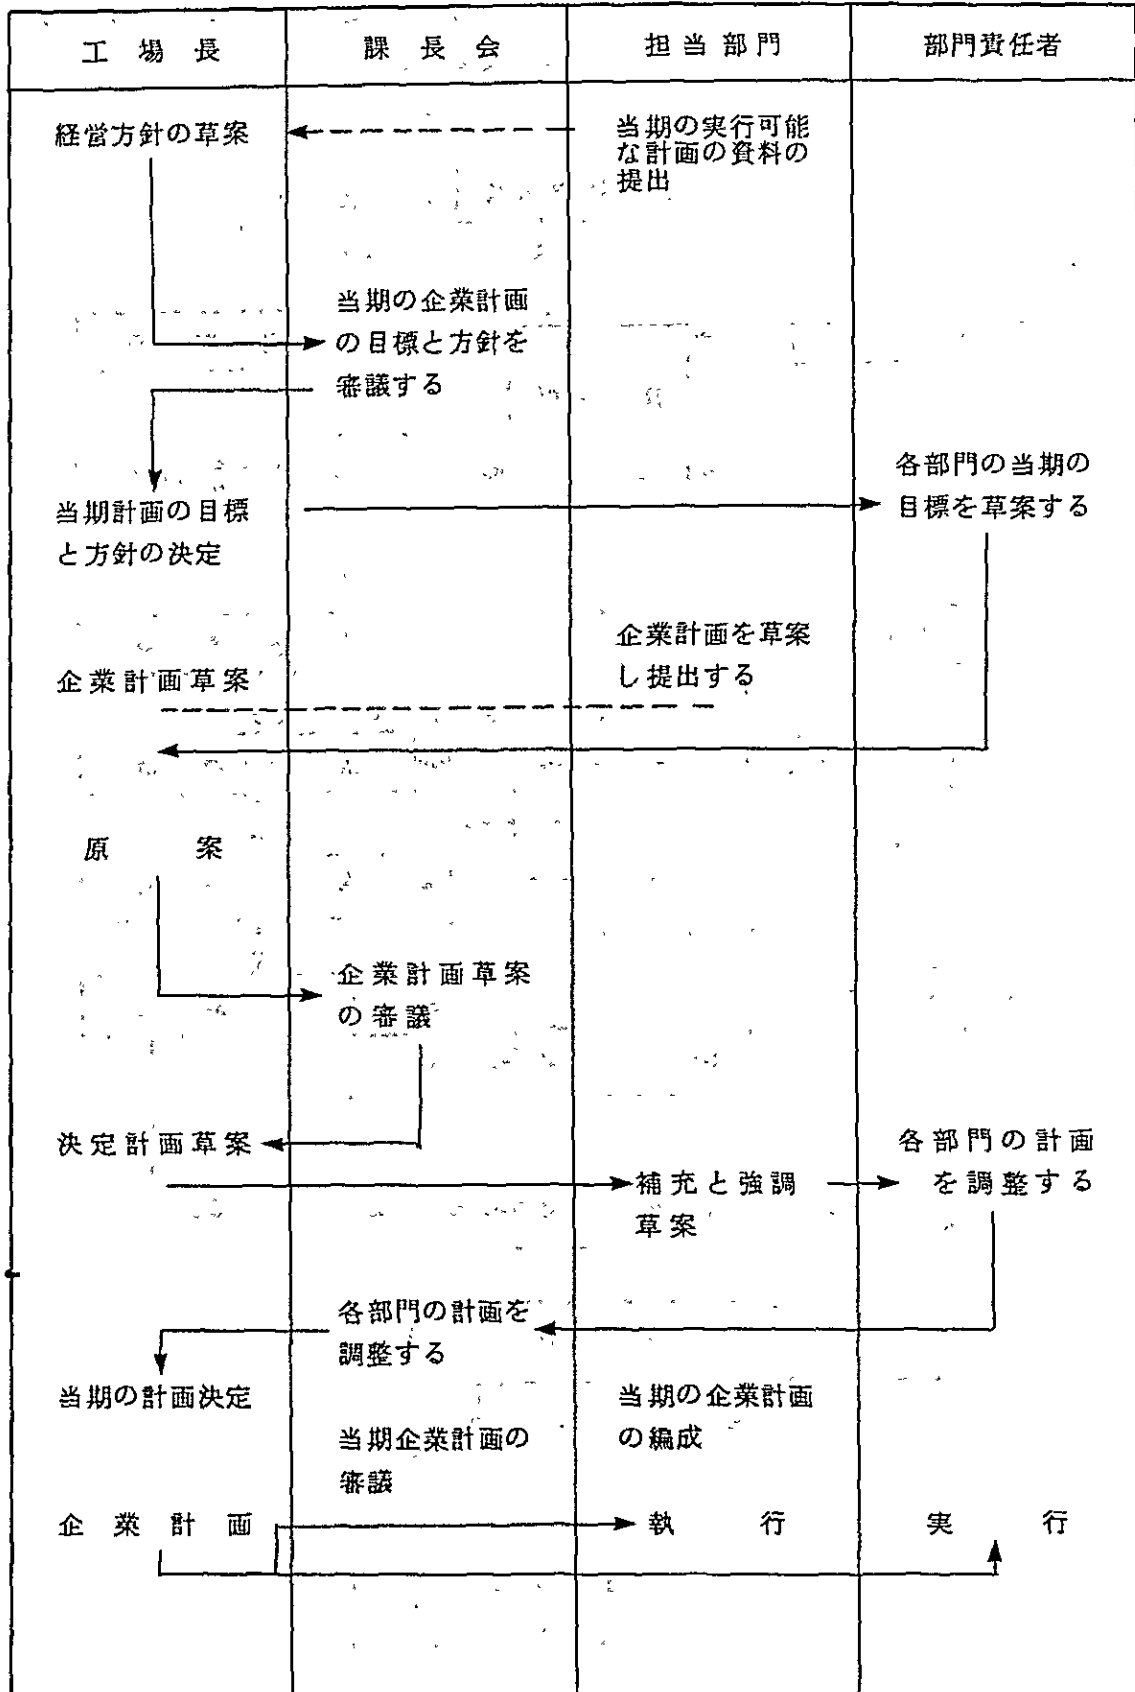 工場長
課長会
担当部門
部門責任者
経営方針の草案
当期の実行可能
な計画の資料の
提出
当期の企業計画
の目標と方針を
審議する
各部門の当期の
目標を草案する
当期計画の目標
と方針の決定
企業計画を草案
し提出する
企業計画草案
原案
企業計画草案
の審議
決定計画草案
各部門の計画
を調整する
補充と強調
草案
各部門の計画を
調整する
当期の計画決定
当期の企業計画
の編成
当期企業計画の
審議
企業計画
執行
実行